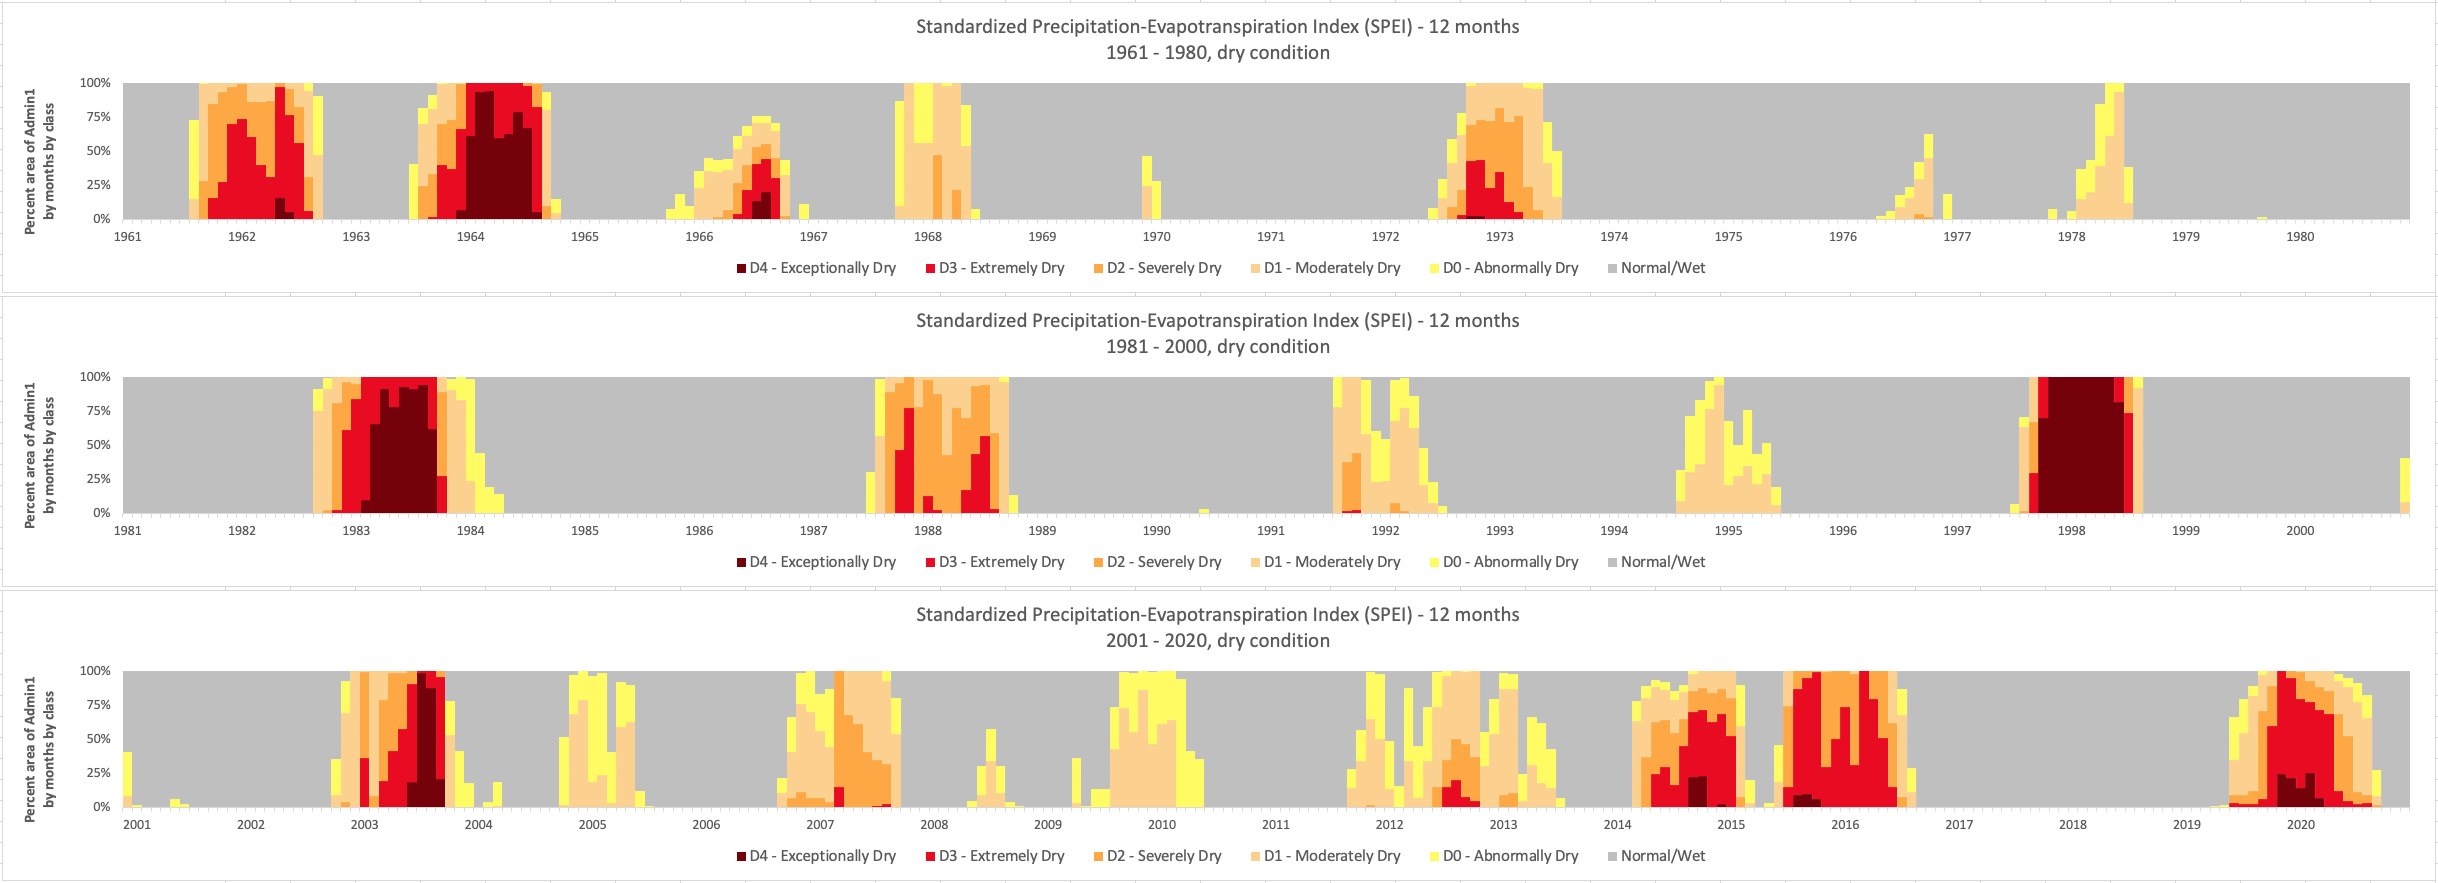 Standardized Precipitation-Evapotranspiration Index (SPEI) - 12 months
1961 - 1980, dry condition
Percent area of Admin1
by months by class
100%
75%
50%
25%
0%
1961 1962 1963 1964 1965 1966 1967 1968 1969 1970 1971 1972 1973 1974 1975 1976 1977 1978 1979 1980
D4 - Exceptionally Dry D3 - Extremely Dry D2 - Severely Dry D1 - Moderately Dry D0 - Abnormally Dry Normal/Wet
Standardized Precipitation-Evapotranspiration Index (SPEI) - 12 months
1981 - 2000, dry condition
Percent area of Admin1
by months by class
100%
75%
50%
25%
0%
1981 1982 1983 1984 1985 1986 1987 1988 1989 1990 1991 1992 1993 1994 1995 1996 1997 1998 1999 2000
D4 - Exceptionally Dry D3 - Extremely Dry D2 - Severely Dry D1 - Moderately Dry D0 - Abnormally Dry Normal/Wet
Standardized Precipitation-Evapotranspiration Index (SPEI) - 12 months
2001 - 2020, dry condition
Percent area of Admin1
by months by class
100%
75%
50%
25%
0%
2001 2002 2003 2004 2005 2006 2007 2008 2009 2010 2011 2012 2013 2014 2015 2016 2017 2018 2019 2020
D4 - Exceptionally Dry D3 - Extremely Dry D2 - Severely Dry D1 - Moderately Dry D0 - Abnormally Dry Normal/Wet